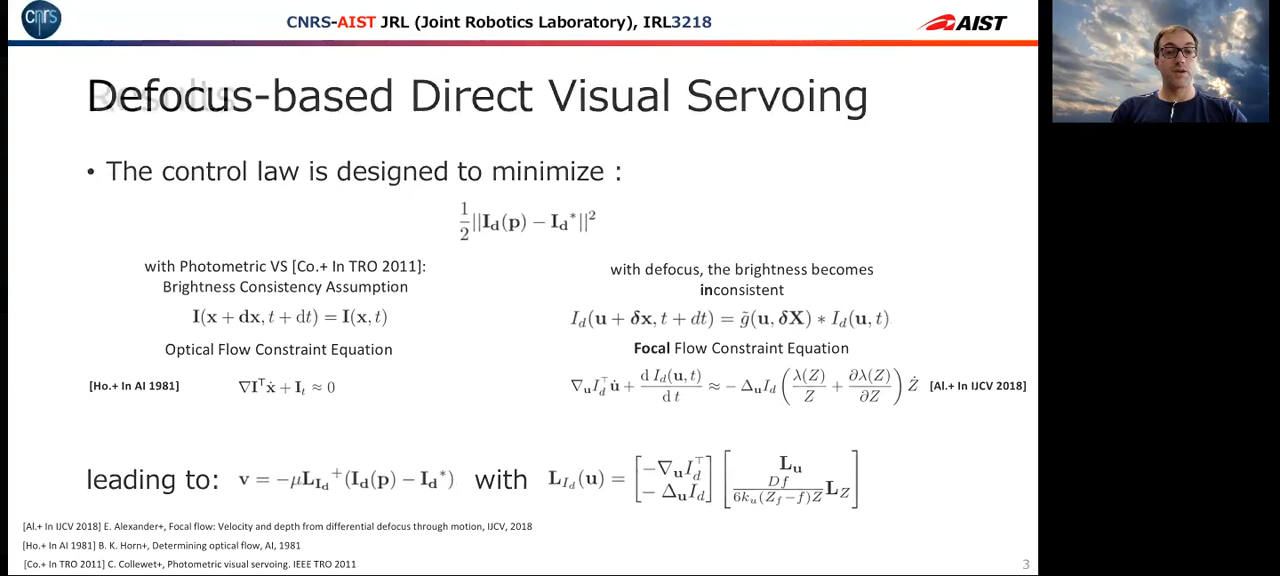 cnrs
CNRS-AIST JRL (Joint Robotics Laboratory), IRL3218
AIST
Defocus-based Direct Visual Servoing
Results
• The control law is designed to minimize :
1/2 ||I_d(p) − I_d*||²
with Photometric VS [Co.+ In TRO 2011]:
Brightness Consistency Assumption
I(x + dx, t + dt) = I(x, t)
Optical Flow Constraint Equation
[Ho.+ In AI 1981] ∇I^T ẋ + I_t ≈ 0
with defocus, the brightness becomes
inconsistent
I_d(u + δx, t + dt) = g̃(u, δX) ∗ I_d(u, t)
Focal Flow Constraint Equation
∇_u I_d^⊤ u̇ + d I_d(u, t)/d t ≈ − Δ_u I_d (λ(Z)/Z + ∂λ(Z)/∂Z) Ż [Al.+ In IJCV 2018]
leading to: v = −μL_{I_d}^+ (I_d(p) − I_d*) with L_{I_d}(u) = [−∇_u I_d^⊤ − Δ_u I_d] [L_u Df/6k_u(Z_f−f)Z L_Z]
[Al.+ In IJCV 2018] E. Alexander+, Focal flow: Velocity and depth from differential defocus through motion, IJCV, 2018
[Ho.+ In AI 1981] B. K. Horn+, Determining optical flow, AI, 1981
[Co.+ In TRO 2011] C. Collewet+, Photometric visual servoing. IEEE TRO 2011
3